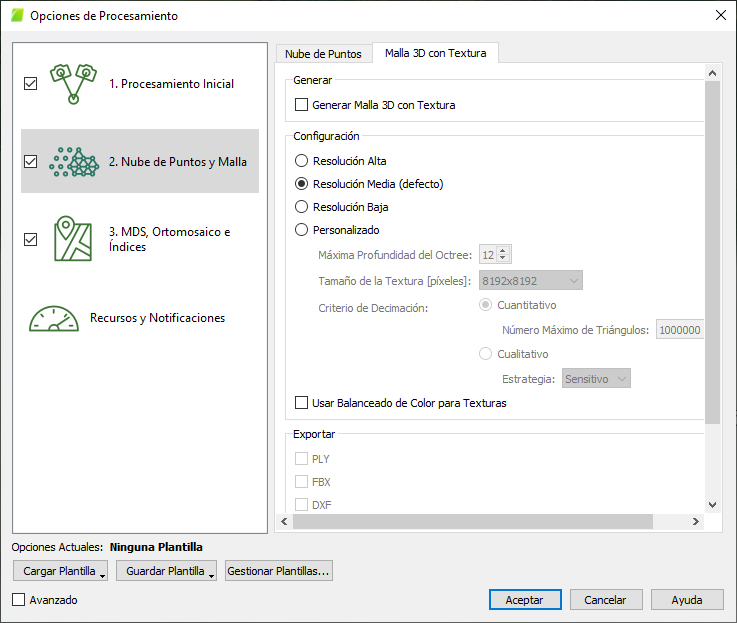 Opciones de Procesamiento
1. Procesamiento Inicial
2. Nube de Puntos y Malla
3. MDS, Ortomosaico e
Índices
Recursos y Notificaciones
Nube de Puntos
Malla 3D con Textura
Generar
Generar Malla 3D con Textura
Configuración
Resolución Alta
Resolución Media (defecto)
Resolución Baja
Personalizado
Máxima Profundidad del Octree: 12
Tamaño de la Textura [píxeles]: 8192x8192
Criterio de Decimación: Cuantitativo
Número Máximo de Triángulos: 1000000
Cualitativo
Estrategia: Sensitivo
Usar Balanceado de Color para Texturas
Exportar
PLY
FBX
DXF
Opciones Actuales: Ninguna Plantilla
Cargar Plantilla Guardar Plantilla Gestionar Plantillas...
Avanzado
Aceptar Cancelar Ayuda